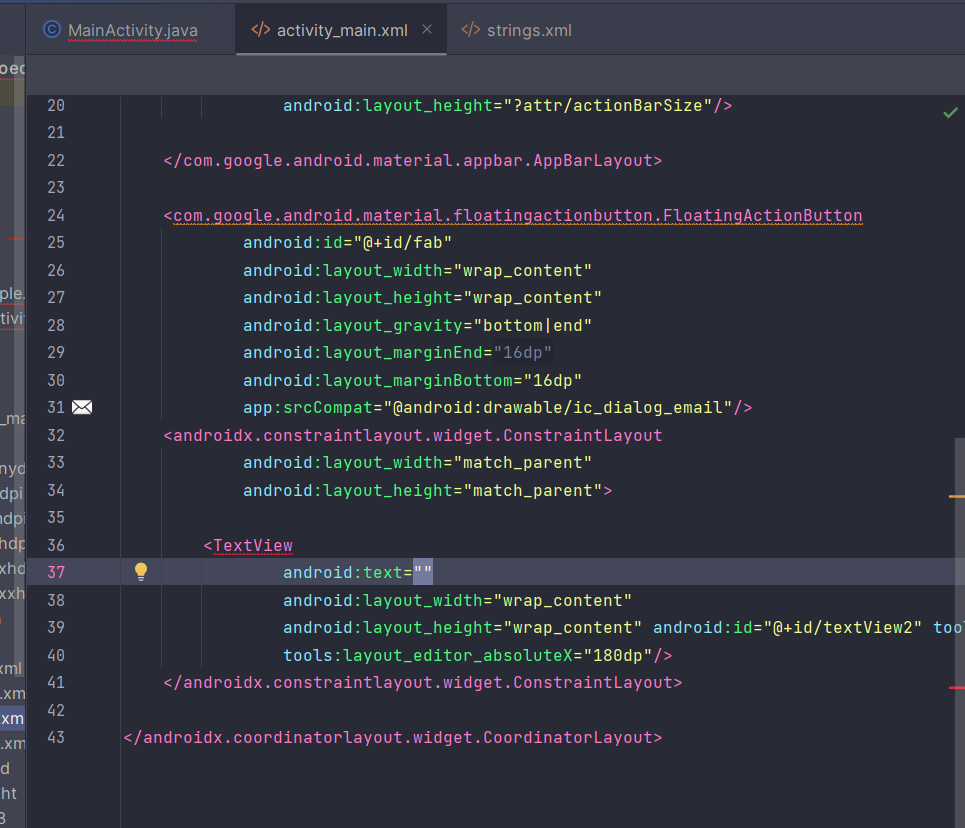 MainActivity.java
activity_main.xml
strings.xml
20 android:layout_height="?attr/actionBarSize"/>
21
22 </com.google.android.material.appbar.AppBarLayout>
23
24 <com.google.android.material.floatingactionbutton.FloatingActionButton
25 android:id="@+id/fab"
26 android:layout_width="wrap_content"
27 android:layout_height="wrap_content"
28 android:layout_gravity="bottom|end"
29 android:layout_marginEnd="16dp"
30 android:layout_marginBottom="16dp"
31 app:srcCompat="@android:drawable/ic_dialog_email"/>
32 <androidx.constraintlayout.widget.ConstraintLayout
33 android:layout_width="match_parent"
34 android:layout_height="match_parent">
35
36 <TextView
37 android:text=""
38 android:layout_width="wrap_content"
39 android:layout_height="wrap_content" android:id="@+id/textView2" too
40 tools:layout_editor_absoluteX="180dp"/>
41 </androidx.constraintlayout.widget.ConstraintLayout>
42
43 </androidx.coordinatorlayout.widget.CoordinatorLayout>